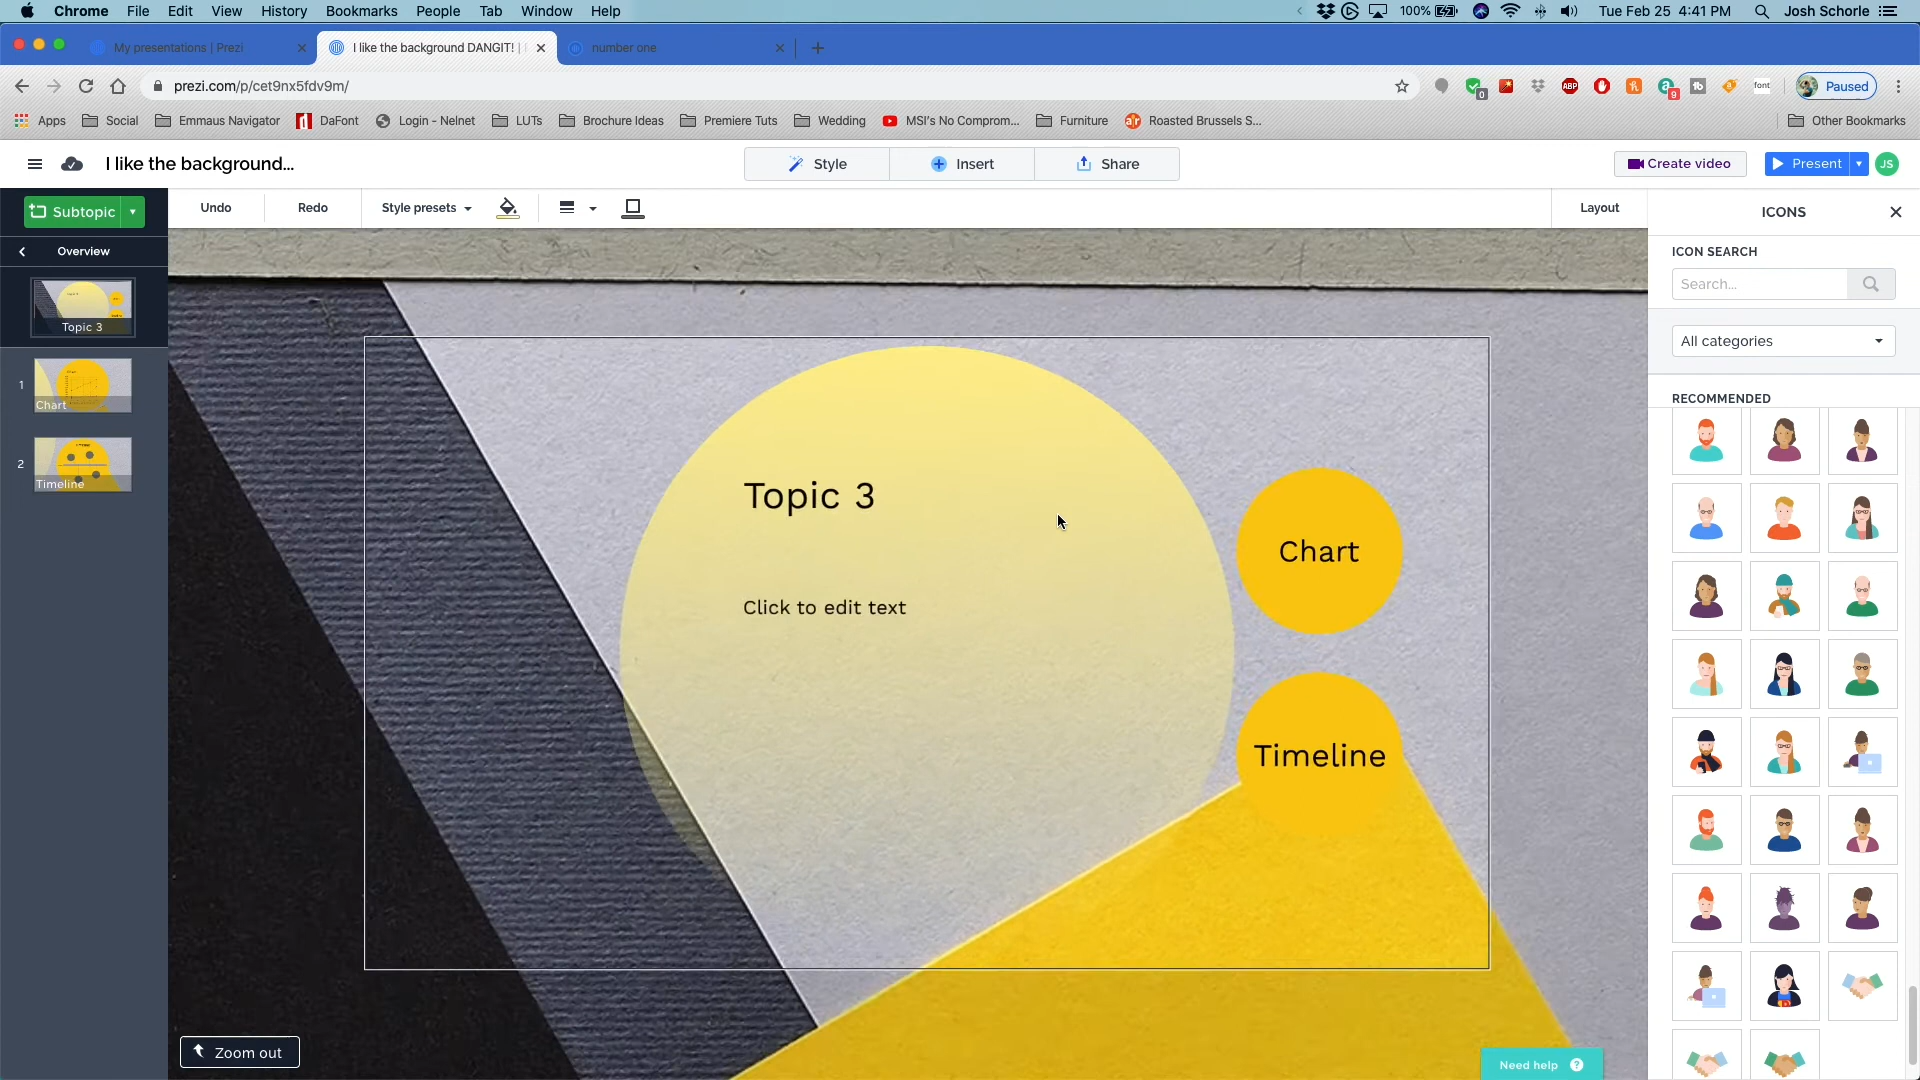 Chrome File Edit View History Bookmarks People Tab Window Help
100% Tue Feb 25 4:41 PM Josh Schorle
My presentations | Prezi
I like the background DANGIT! |
number one
prezi.com/p/cet9nx5fdv9m/
0
ABP
9
font
Paused
Apps Social Emmaus Navigator DaFont Login - Nelnet LUTs Brochure Ideas Premiere Tuts Wedding MSI's No Comprom... Furniture Roasted Brussels S... Other Bookmarks
I like the background...
Style Insert Share
Create video Present JS
Subtopic
Undo Redo Style presets Layout
ICONS
Overview
Topic 3
1
Chart
2
Timeline
ICON SEARCH
Search...
All categories
RECOMMENDED
Topic 3
Click to edit text
Chart
Timeline
Zoom out
Need help ?